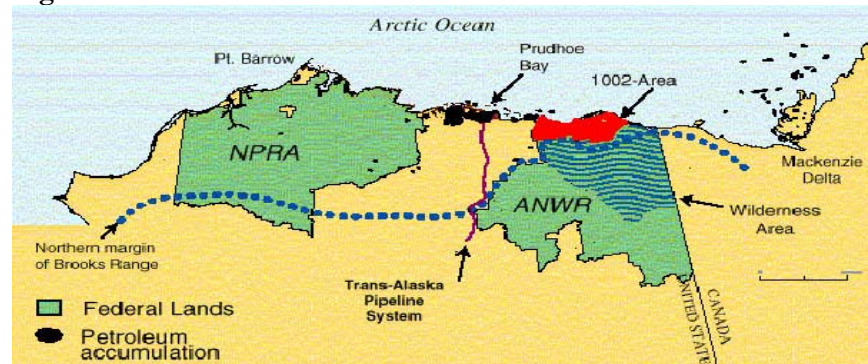 Arctic Ocean
Prudhoe
Bay
Pt. Barrow
1002-Area
NPRA
Mackenzie
Delta
ANWR
Wilderness
Area
Northern margin
of Brooks Range
Trans-Alaska
Pipeline
System
CANADA
UNITED STATE
Federal Lands
Petroleum
accumulation